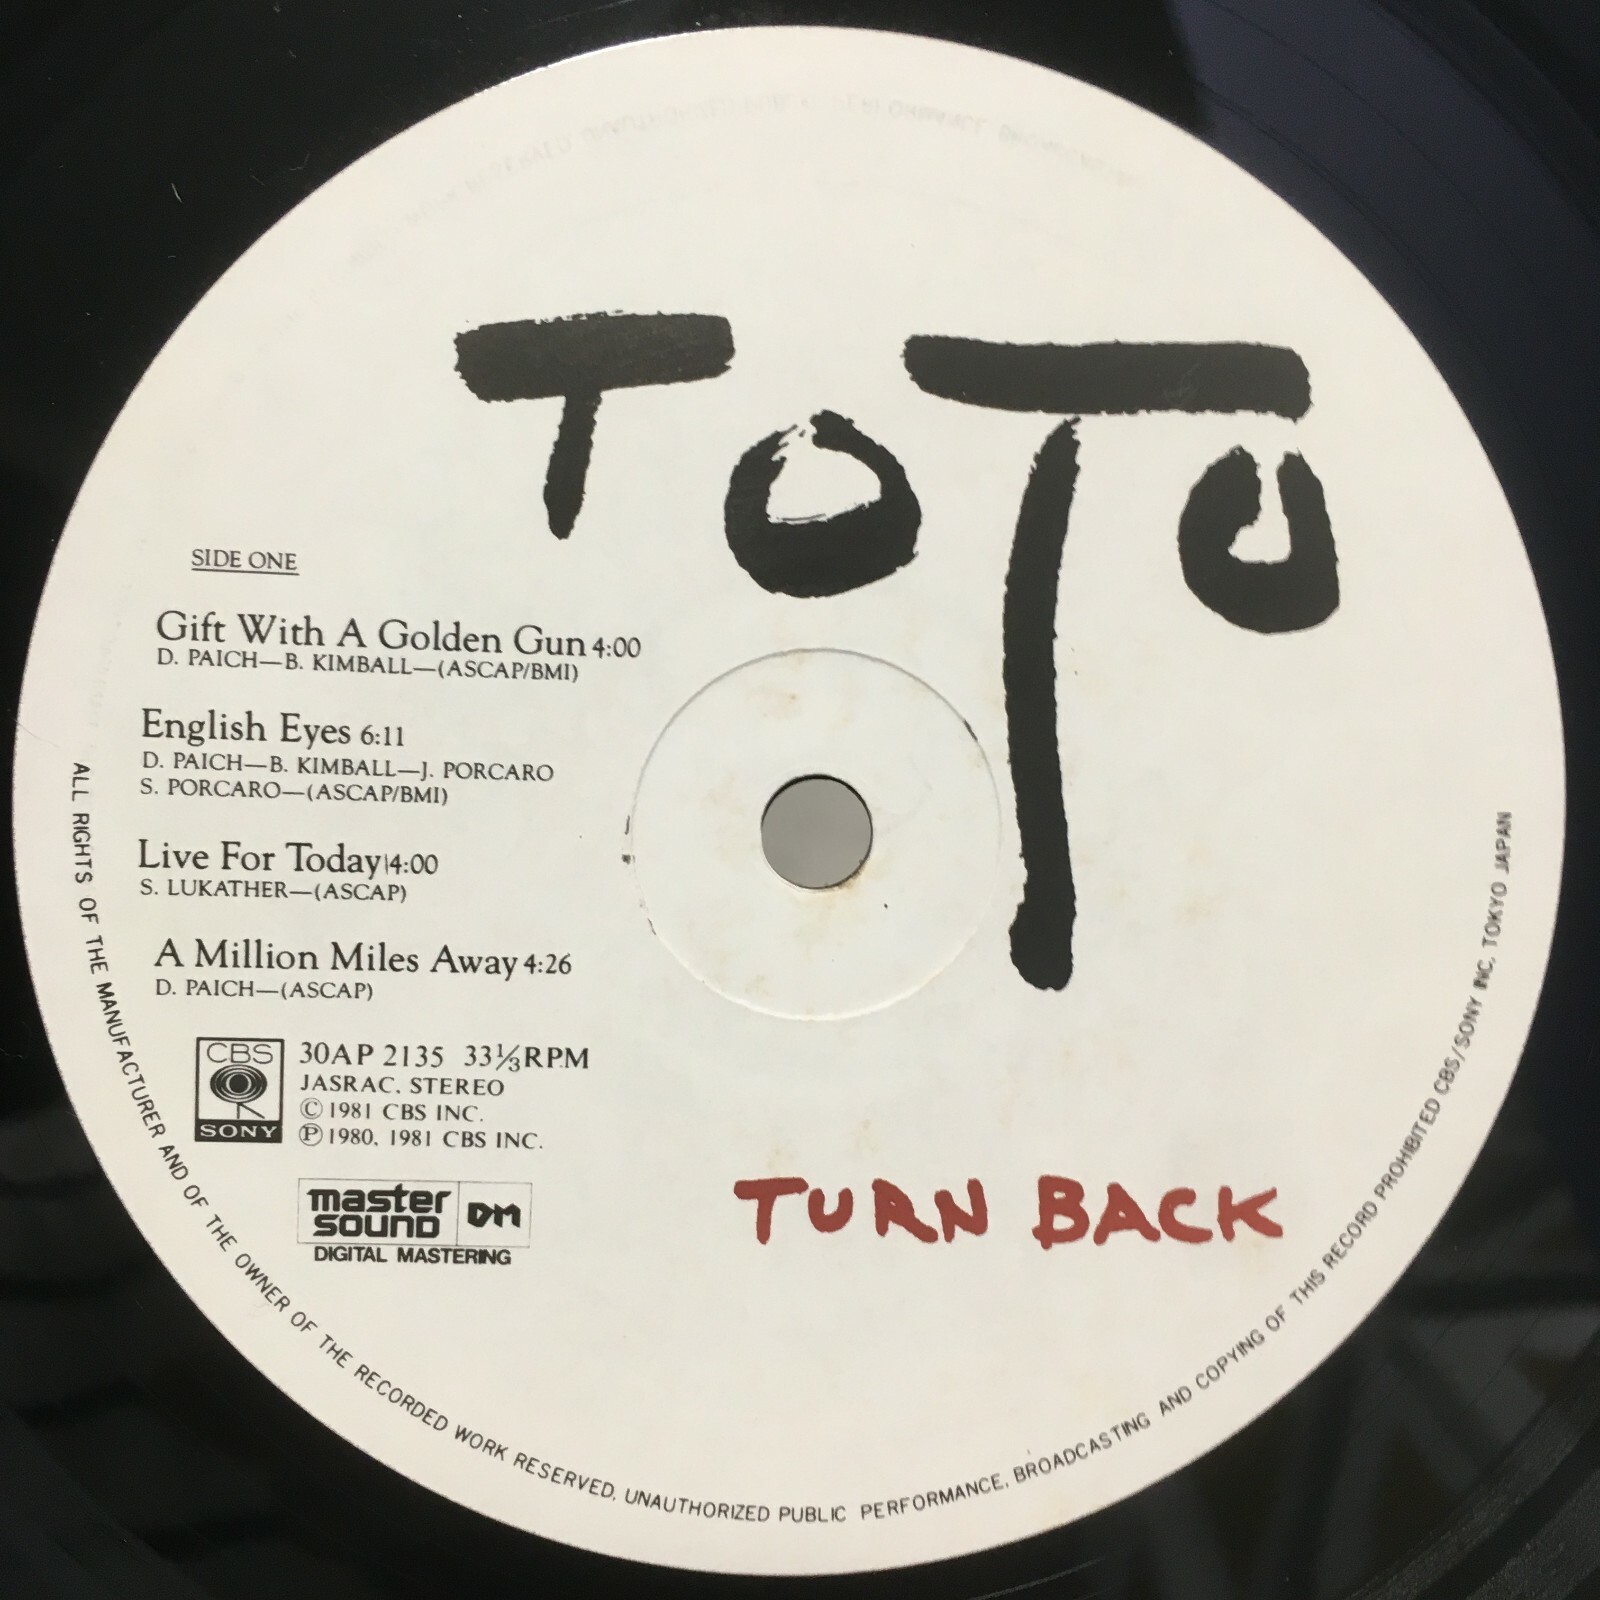 TOTO
SIDE ONE
Gift With A Golden Gun 4:00
D. PAICH—B. KIMBALL—(ASCAP/BMI)
English Eyes 6:11
D. PAICH—B. KIMBALL—J. PORCARO
S. PORCARO—(ASCAP/BMI)
Live For Today 4:00
S. LUKATHER—(ASCAP)
A Million Miles Away 4:26
D. PAICH—(ASCAP)
CBS
SONY
30AP 2135 33⅓RPM
JASRAC. STEREO
Ⓒ 1981 CBS INC.
Ⓟ 1980, 1981 CBS INC.
master
sound
DM
DIGITAL MASTERING
TURN BACK
ALL RIGHTS OF THE MANUFACTURER AND OF THE OWNER OF THE RECORDED WORK RESERVED. UNAUTHORIZED PUBLIC PERFORMANCE, BROADCASTING AND COPYING OF THIS RECORD PROHIBITED CBS/SONY INC. TOKYO JAPAN